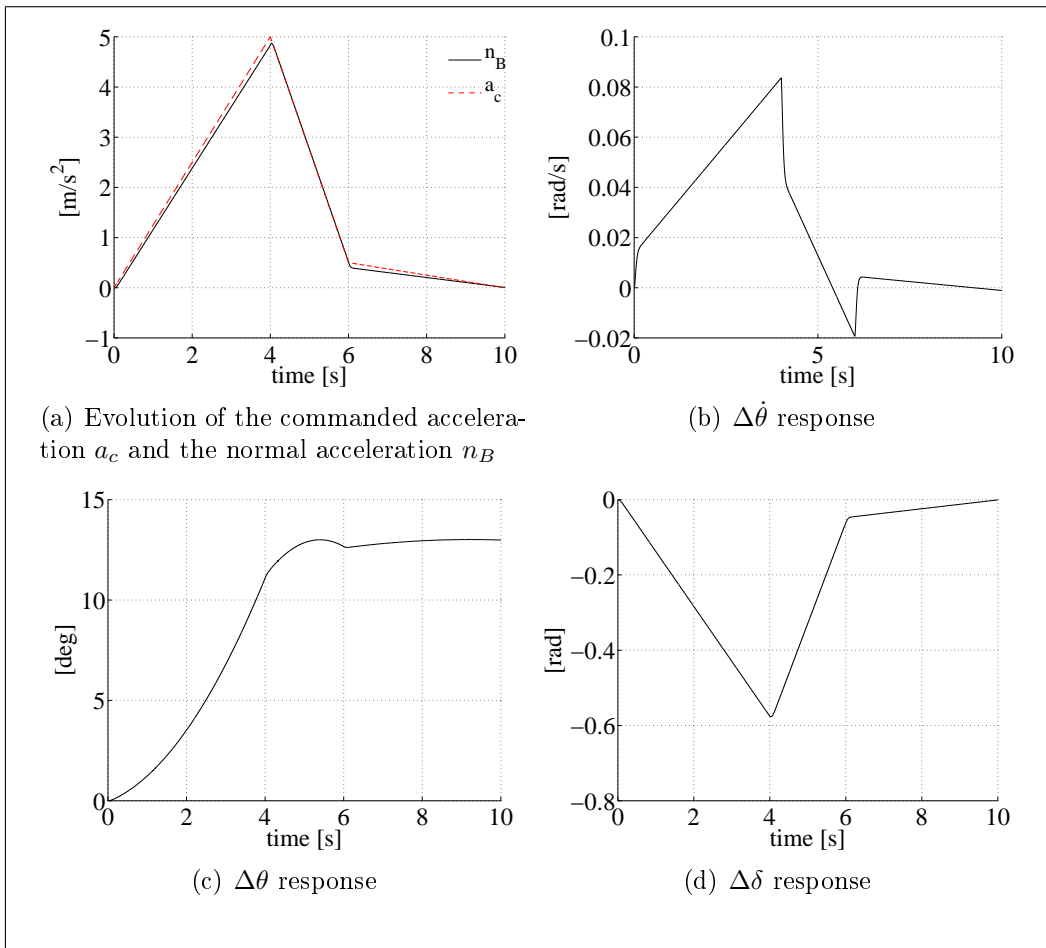 5
4
3
2
1
0
−1
0 2 4 6 8 10
[m/s²]
time [s]
n_B
a_c
(a) Evolution of the commanded accelera-
tion a_c and the normal acceleration n_B
0.1
0.08
0.06
0.04
0.02
0
−0.02
0 5 10
[rad/s]
time [s]
(b) Δθ̇ response
15
10
5
0
0 2 4 6 8 10
[deg]
time [s]
(c) Δθ response
0
−0.2
−0.4
−0.6
−0.8
0 2 4 6 8 10
[rad]
time [s]
(d) Δδ response